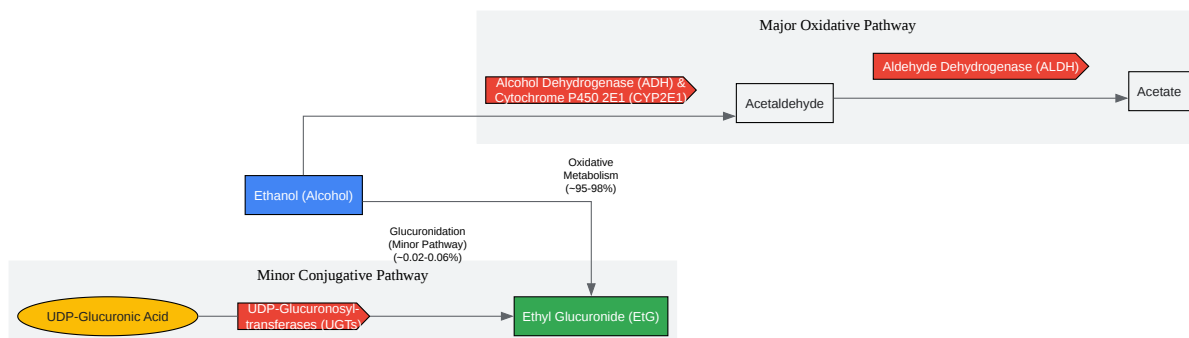 Major Oxidative Pathway
Alcohol Dehydrogenase (ADH) &
Cytochrome P450 2E1 (CYP2E1)
Aldehyde Dehydrogenase (ALDH)
Acetaldehyde
Acetate
Oxidative
Metabolism
(~95-98%)
Ethanol (Alcohol)
Glucuronidation
(Minor Pathway)
(~0.02-0.06%)
Minor Conjugative Pathway
UDP-Glucuronic Acid
UDP-Glucuronosyl-
transferases (UGTs)
Ethyl Glucuronide (EtG)